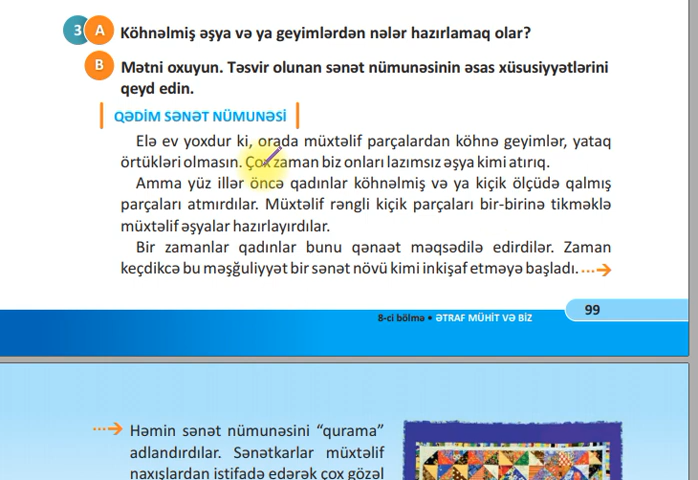 3 A Köhnəlmiş əşya və ya geyimlərdən nələr hazırlamaq olar?
B Mətni oxuyun. Təsvir olunan sənət nümunəsinin əsas xüsusiyyətlərini
qeyd edin.
QƏDİM SƏNƏT NÜMUNƏSİ
Elə ev yoxdur ki, orada müxtəlif parçalardan köhnə geyimlər, yataq
örtükləri olmasın. Çox zaman biz onları lazımsız əşya kimi atırıq.
Amma yüz illər öncə qadınlar köhnəlmiş və ya kiçik ölçüdə qalmış
parçaları atmırdılar. Müxtəlif rəngli kiçik parçaları bir-birinə tikməklə
müxtəlif əşyalar hazırlayırdılar.
Bir zamanlar qadınlar bunu qənaət məqsədilə edirdilər. Zaman
keçdikcə bu məşğuliyyət bir sənət növü kimi inkişaf etməyə başladı.
8-ci bölmə • ƏTRAF MÜHİT VƏ BİZ
99
Həmin sənət nümunəsini “qurama”
adlandırdılar. Sənətkarlar müxtəlif
naxışlardan istifadə edərək çox gözəl